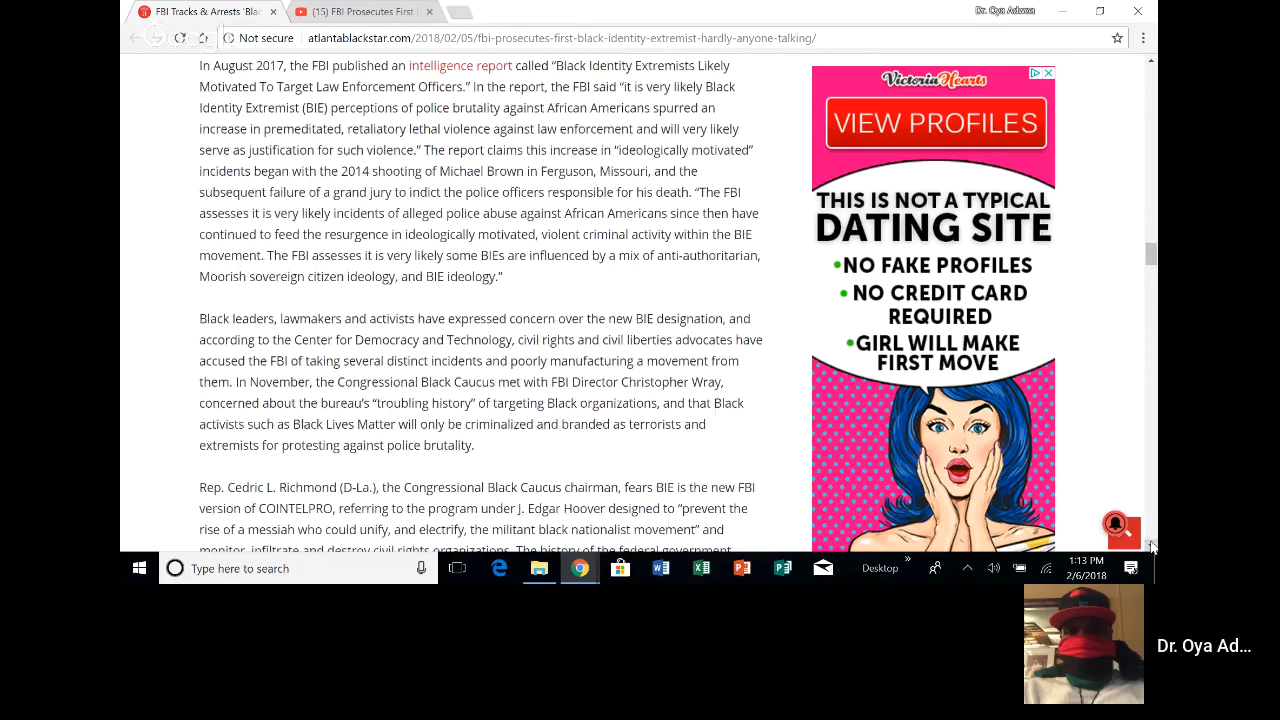 FBI Tracks & Arrests 'Blac
(15) FBI Prosecutes First
Dr. Oya Adwoa
Not secure
atlantablackstar.com/2018/02/05/fbi-prosecutes-first-black-identity-extremist-hardly-anyone-talking/
In August 2017, the FBI published an intelligence report called “Black Identity Extremists Likely
Motivated to Target Law Enforcement Officers.” In the report, the FBI said “it is very likely Black
Identity Extremist (BIE) perceptions of police brutality against African Americans spurred an
increase in premeditated, retaliatory lethal violence against law enforcement and will very likely
serve as justification for such violence.” The report claims this increase in “ideologically motivated”
incidents began with the 2014 shooting of Michael Brown in Ferguson, Missouri, and the
subsequent failure of a grand jury to indict the police officers responsible for his death. “The FBI
assesses it is very likely incidents of alleged police abuse against African Americans since then have
continued to feed the resurgence in ideologically motivated, violent criminal activity within the BIE
movement. The FBI assesses it is very likely some BIEs are influenced by a mix of anti-authoritarian,
Moorish sovereign citizen ideology, and BIE ideology.”
Black leaders, lawmakers and activists have expressed concern over the new BIE designation, and
according to the Center for Democracy and Technology, civil rights and civil liberties advocates have
accused the FBI of taking several distinct incidents and poorly manufacturing a movement from
them. In November, the Congressional Black Caucus met with FBI Director Christopher Wray,
concerned about the bureau's “troubling history” of targeting Black organizations, and that Black
activists such as Black Lives Matter will only be criminalized and branded as terrorists and
extremists for protesting against police brutality.
Rep. Cedric L. Richmond (D-La.), the Congressional Black Caucus chairman, fears BIE is the new FBI
version of COINTELPRO, referring to the program under J. Edgar Hoover designed to “prevent the
rise of a messiah who could unify, and electrify, the militant black nationalist movement” and
monitor, infiltrate and destroy civil rights organizations. The history of the federal government
Victoria Hearts
VIEW PROFILES
THIS IS NOT A TYPICAL
DATING SITE
•NO FAKE PROFILES
• NO CREDIT CARD
REQUIRED
•GIRL WILL MAKE
FIRST MOVE
Type here to search
Desktop
1:13 PM
2/6/2018
Dr. Oya Ad...